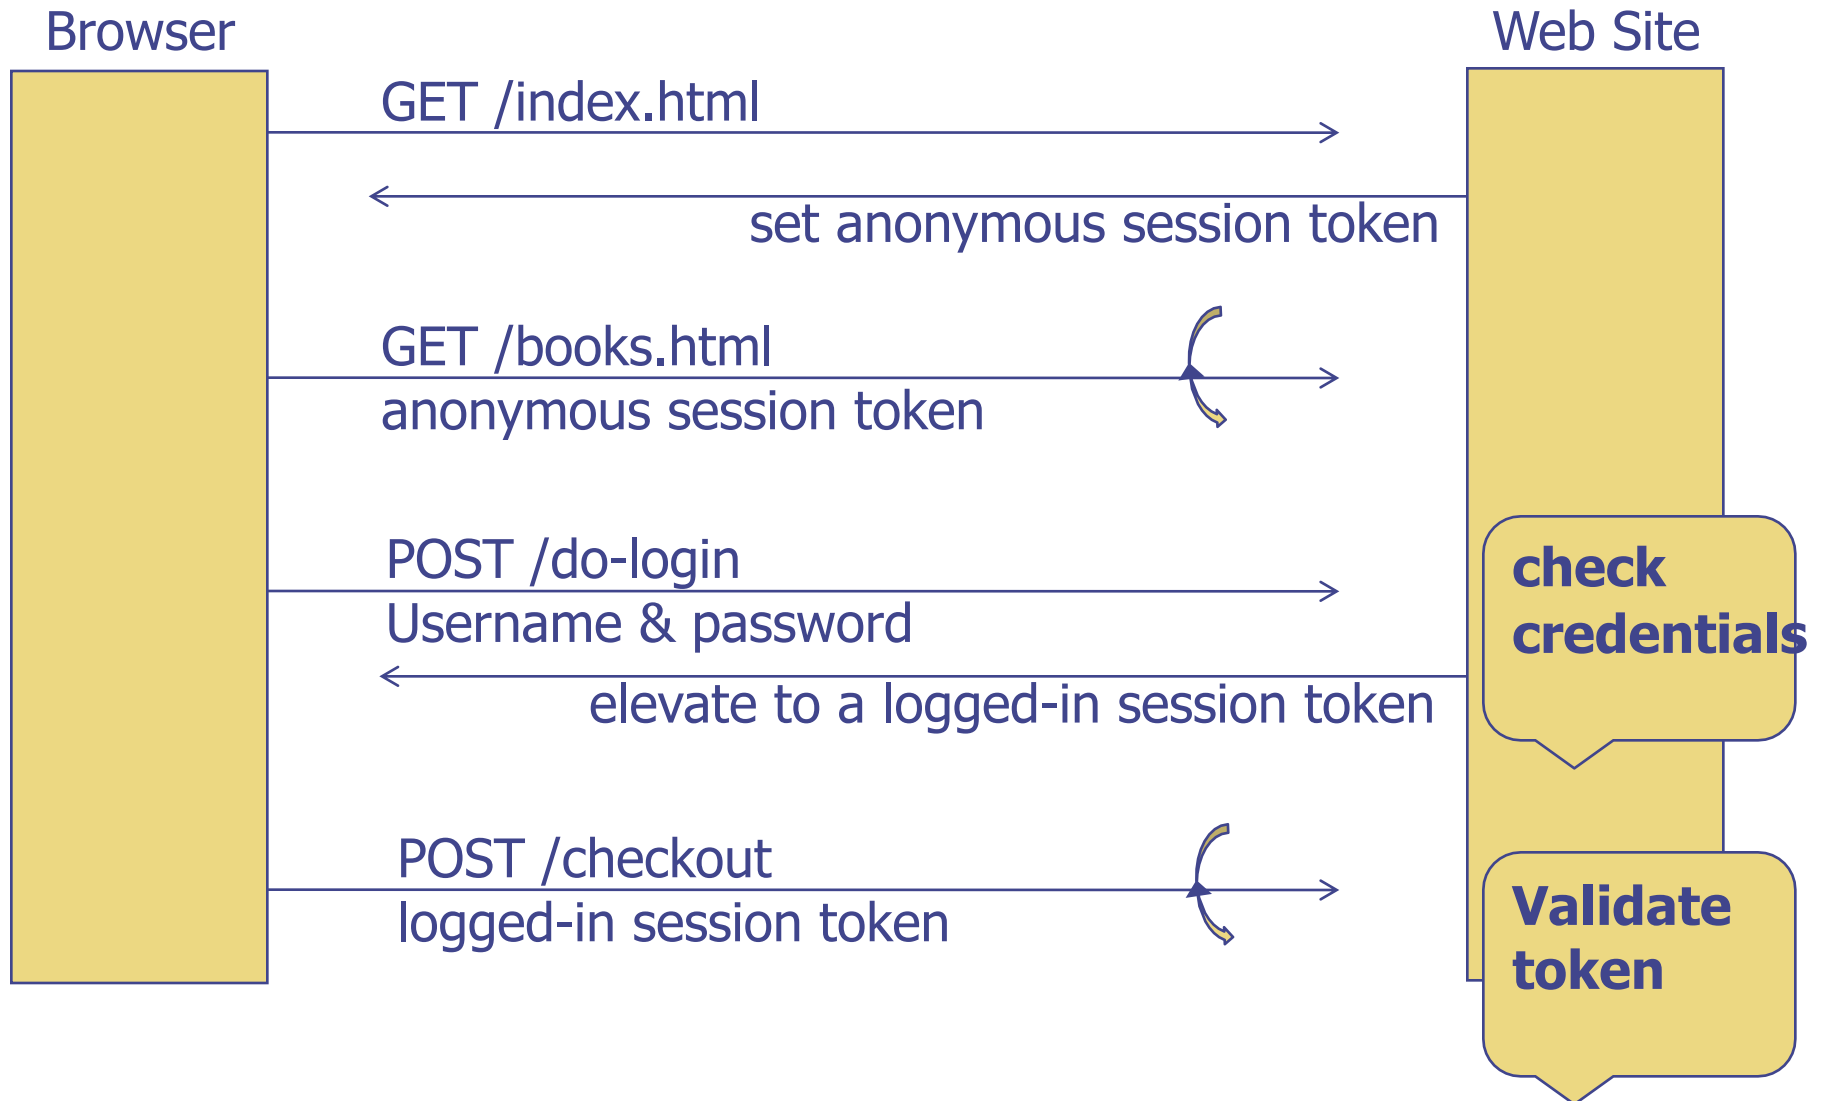 Browser
Web Site
GET /index.html
set anonymous session token
GET /books.html
anonymous session token
POST /do-login
Username & password
check
credentials
elevate to a logged-in session token
POST /checkout
logged-in session token
Validate
token